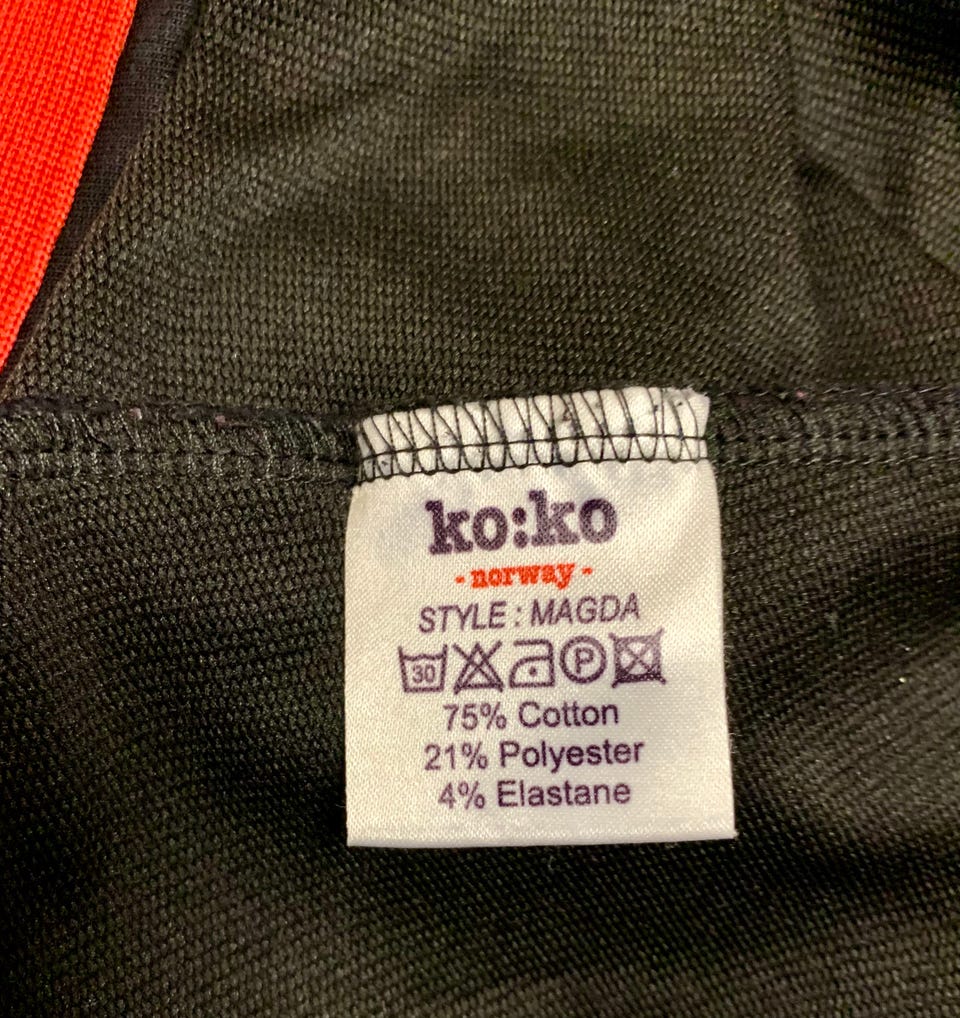 ko:ko
- norway -
STYLE : MAGDA
30 P
75% Cotton
21% Polyester
4% Elastane